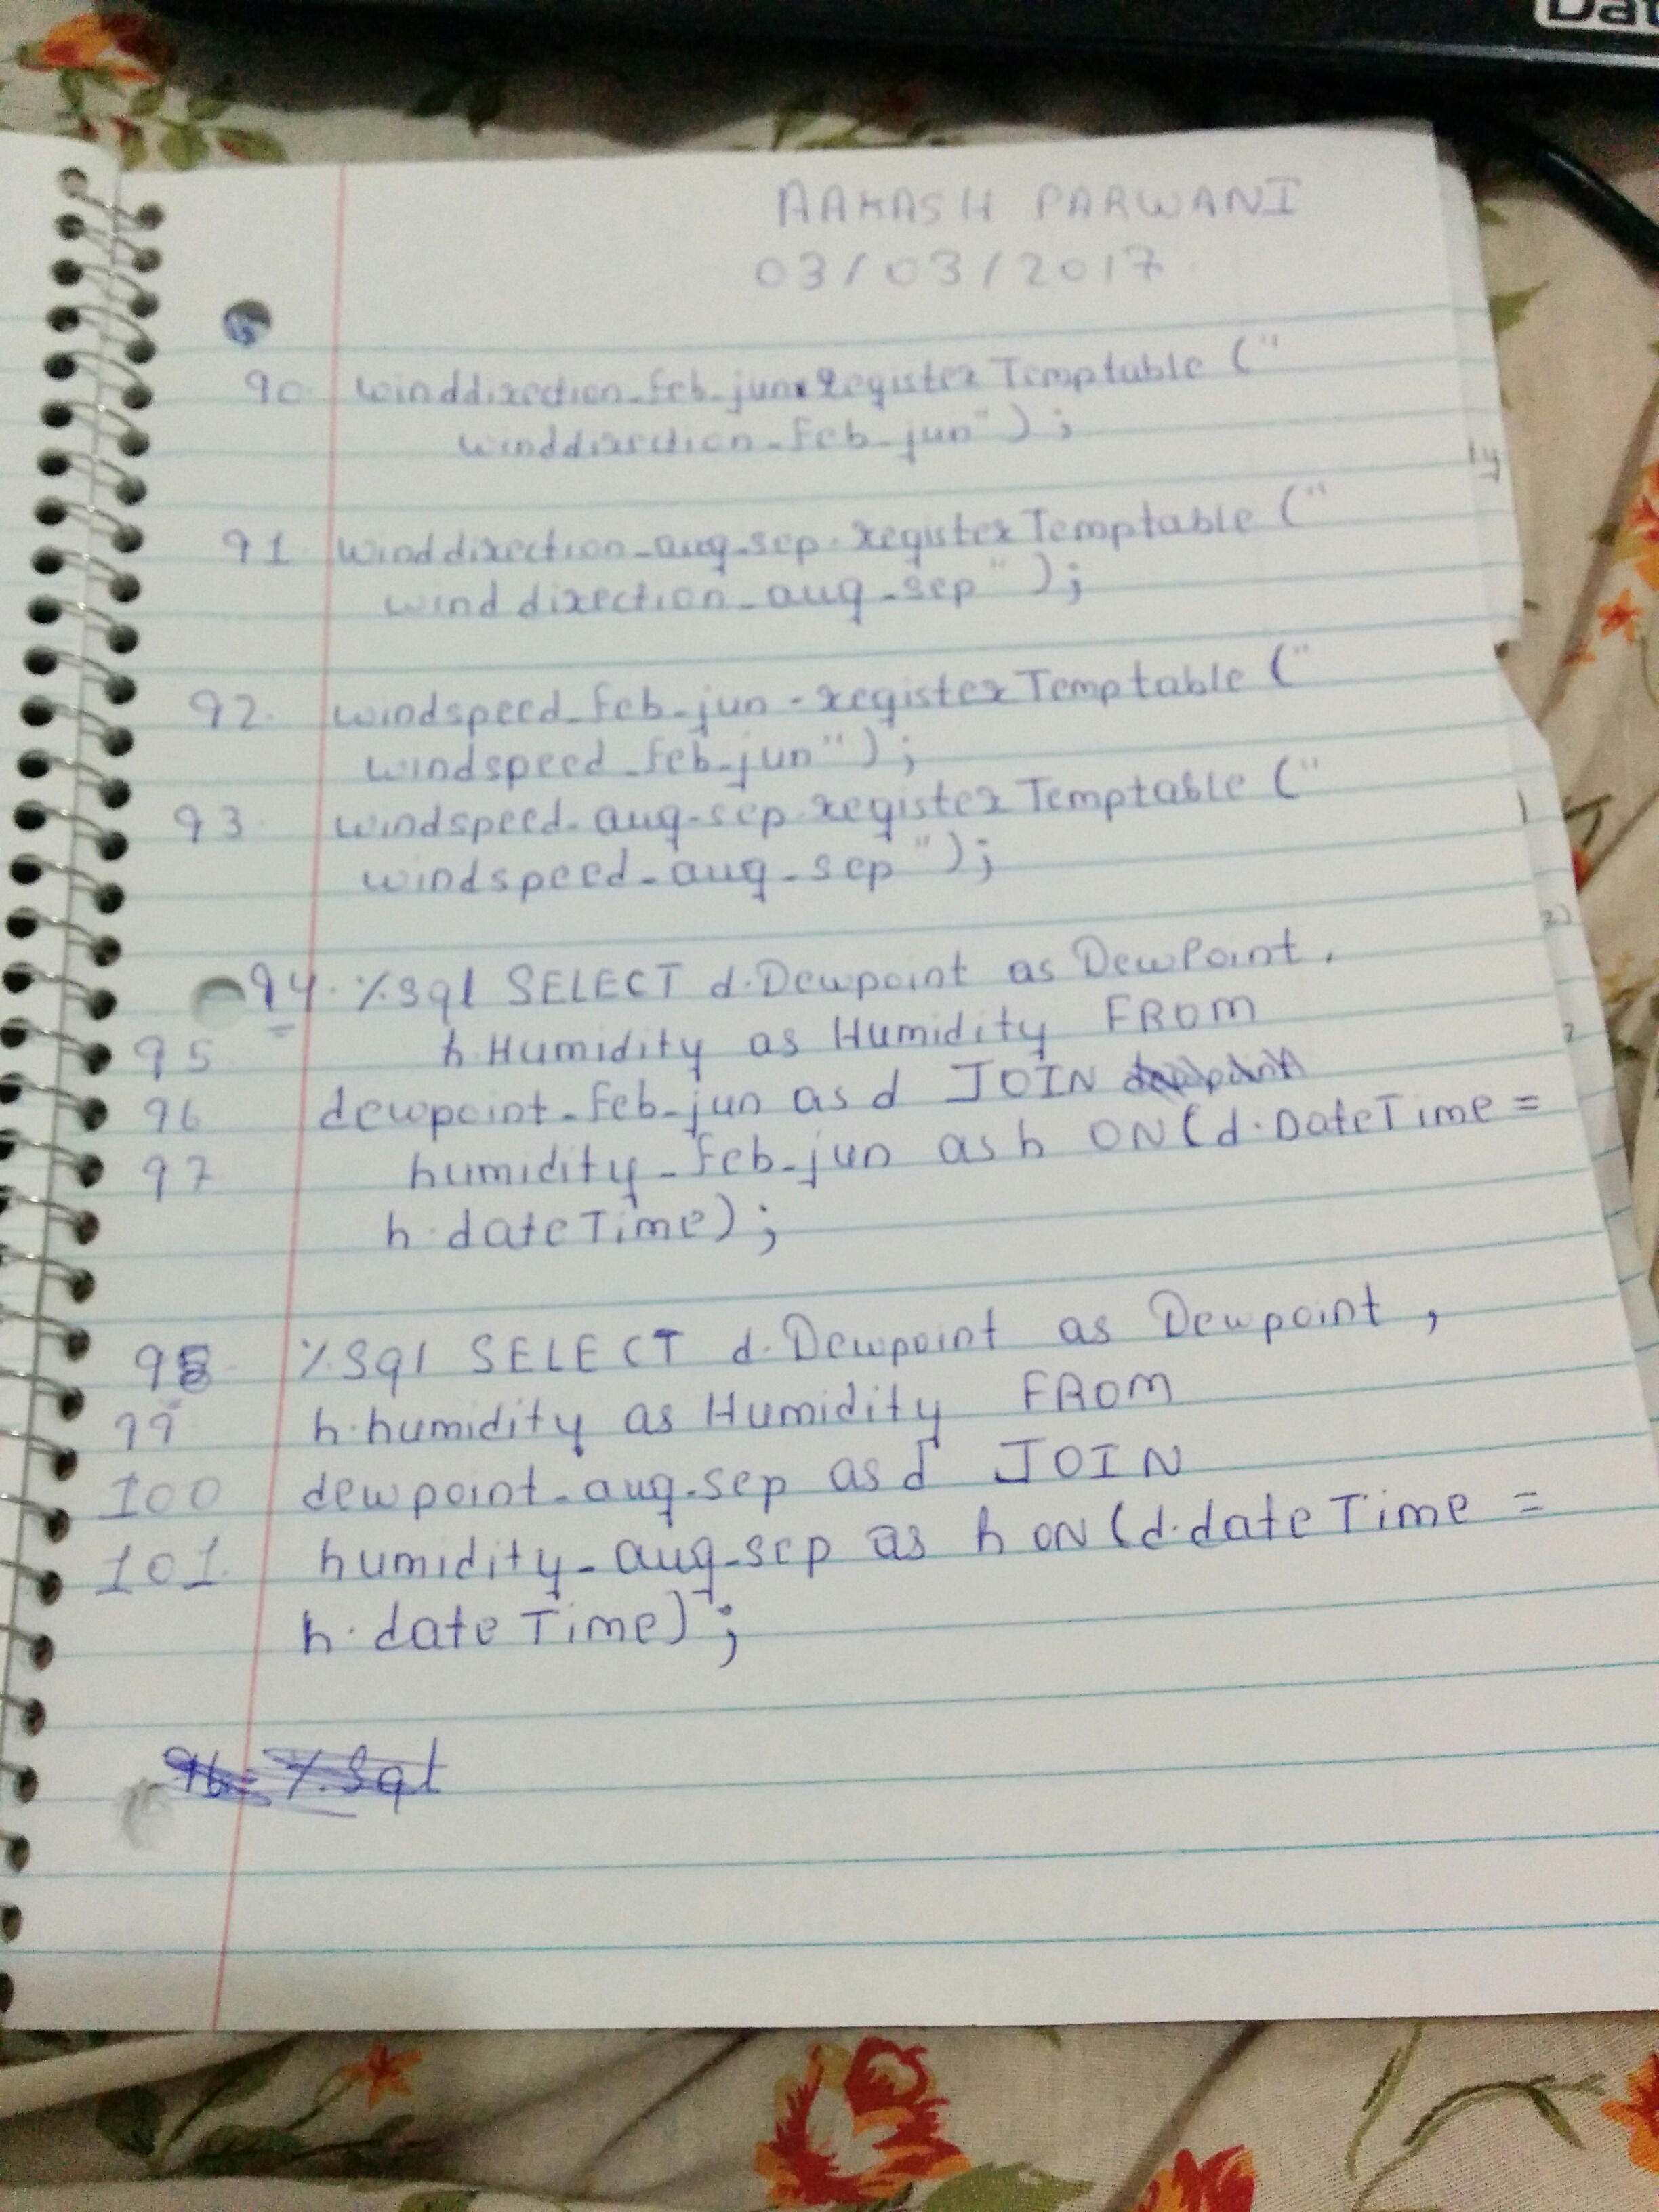 Dat
AAKASH PARWANI
03/03/2017
90. winddirection_feb_jun.registerTemptable ("
winddirection_feb_jun");
91. winddirection_aug_sep.registerTemptable ("
winddirection_aug_sep");
92. windspeed_feb_jun.registerTemptable ("
windspeed_feb_jun");
93. windspeed_aug_sep.registerTemptable ("
windspeed_aug_sep");
94. %sql SELECT d.Dewpoint as DewPoint,
95 h.Humidity as Humidity FROM
96 dewpoint_feb_jun as d JOIN
97 humidity_feb_jun as h ON(d.DateTime =
h.dateTime);
98. %sql SELECT d.Dewpoint as Dewpoint,
99 h.humidity as Humidity FROM
100 dewpoint_aug_sep as d JOIN
101. humidity_aug_sep as h ON(d.dateTime =
h.dateTime);
96. %sql